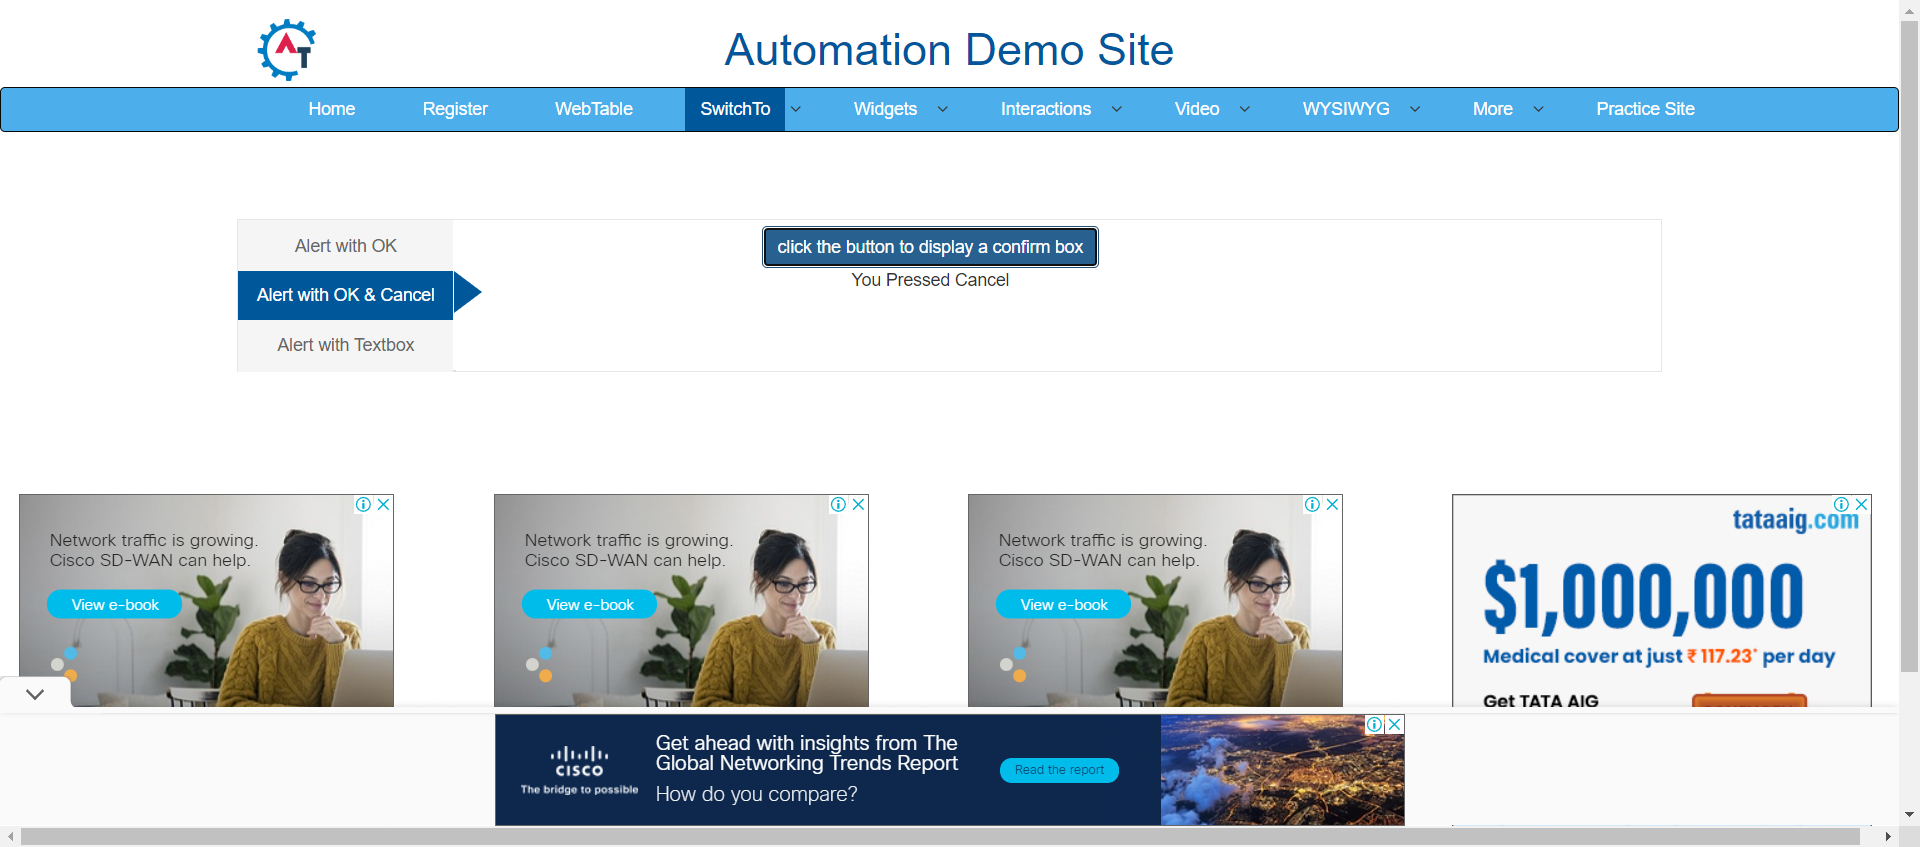 AT
Automation Demo Site
Home Register WebTable SwitchTo Widgets Interactions Video WYSIWYG More Practice Site
Alert with OK
Alert with OK & Cancel
Alert with Textbox
click the button to display a confirm box
You Pressed Cancel
Network traffic is growing.
Cisco SD-WAN can help.
View e-book
Network traffic is growing.
Cisco SD-WAN can help.
View e-book
Network traffic is growing.
Cisco SD-WAN can help.
View e-book
tataaig.com
$1,000,000
Medical cover at just ₹ 117.23* per day
Get TATA AIG
CISCO
The bridge to possible
Get ahead with insights from The
Global Networking Trends Report
How do you compare?
Read the report